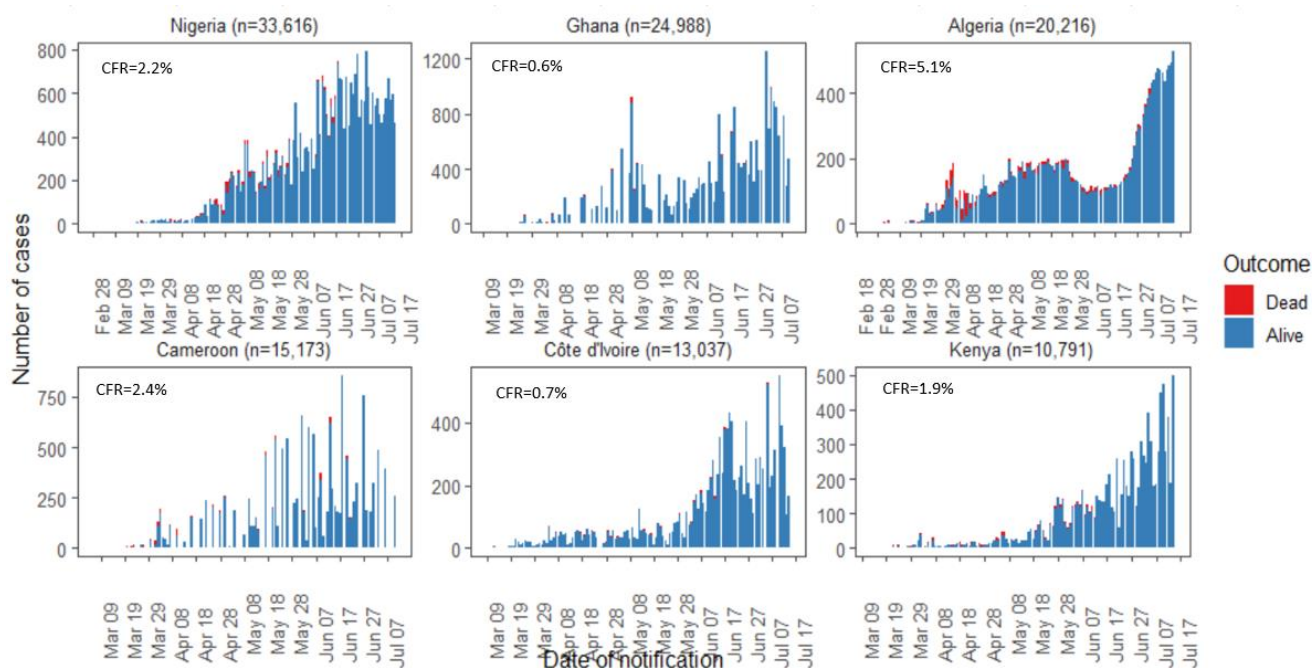 Nigeria (n=33,616)
CFR=2.2%
800
600
400
200
0
Feb 28
Mar 09
Mar 19
Mar 29
Apr 08
Apr 18
Apr 28
May 08
May 18
May 28
Jun 07
Jun 17
Jun 27
Jul 07
Jul 17
Ghana (n=24,988)
CFR=0.6%
1200
800
400
0
Mar 09
Mar 19
Mar 29
Apr 08
Apr 18
Apr 28
May 08
May 18
May 28
Jun 07
Jun 17
Jun 27
Jul 07
Algeria (n=20,216)
CFR=5.1%
400
200
0
Feb 18
Feb 28
Mar 09
Mar 19
Mar 29
Apr 08
Apr 18
Apr 28
May 08
May 18
May 28
Jun 07
Jun 17
Jun 27
Jul 07
Jul 17
Number of cases
Outcome
Dead
Alive
Cameroon (n=15,173)
CFR=2.4%
750
500
250
0
Mar 09
Mar 19
Mar 29
Apr 08
Apr 18
Apr 28
May 08
May 18
May 28
Jun 07
Jun 17
Jun 27
Jul 07
Côte d'Ivoire (n=13,037)
CFR=0.7%
400
200
0
Mar 09
Mar 19
Mar 29
Apr 08
Apr 18
Apr 28
May 08
May 18
May 28
Jun 07
Jun 17
Jun 27
Jul 07
Kenya (n=10,791)
CFR=1.9%
500
400
300
200
100
0
Mar 09
Mar 19
Mar 29
Apr 08
Apr 18
Apr 28
May 08
May 18
May 28
Jun 07
Jun 17
Jun 27
Jul 07
Jul 17
Date of notification